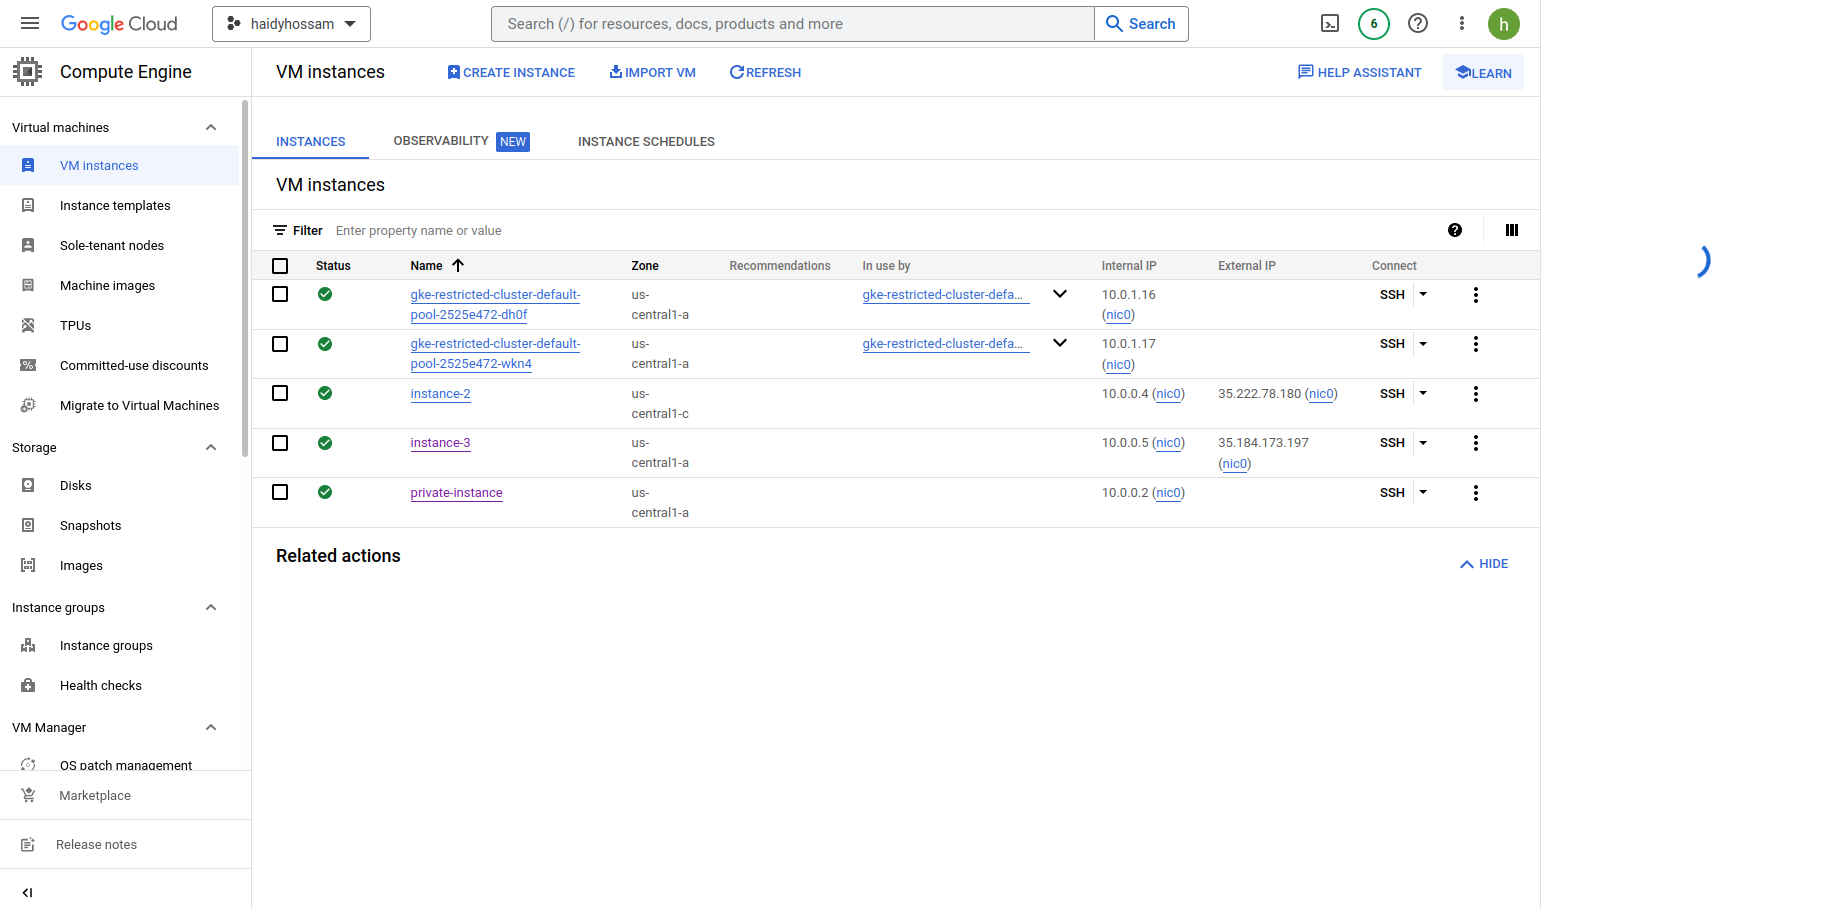 Google Cloud
haidyhossam
Search (/) for resources, docs, products and more
Search
6
h
Compute Engine
VM instances
CREATE INSTANCE
IMPORT VM
REFRESH
HELP ASSISTANT
LEARN
Virtual machines
VM instances
Instance templates
Sole-tenant nodes
Machine images
TPUs
Committed-use discounts
Migrate to Virtual Machines
Storage
Disks
Snapshots
Images
Instance groups
Instance groups
Health checks
VM Manager
OS patch management
Marketplace
Release notes
INSTANCES
OBSERVABILITY NEW
INSTANCE SCHEDULES
VM instances
Filter Enter property name or value
Status Name Zone Recommendations In use by Internal IP External IP Connect
gke-restricted-cluster-default- us- gke-restricted-cluster-defa... 10.0.1.16 SSH
pool-2525e472-dh0f central1-a (nic0)
gke-restricted-cluster-default- us- gke-restricted-cluster-defa... 10.0.1.17 SSH
pool-2525e472-wkn4 central1-a (nic0)
instance-2 us- 10.0.0.4 (nic0) 35.222.78.180 (nic0) SSH
central1-c
instance-3 us- 10.0.0.5 (nic0) 35.184.173.197 SSH
central1-a (nic0)
private-instance us- 10.0.0.2 (nic0) SSH
central1-a
Related actions
HIDE